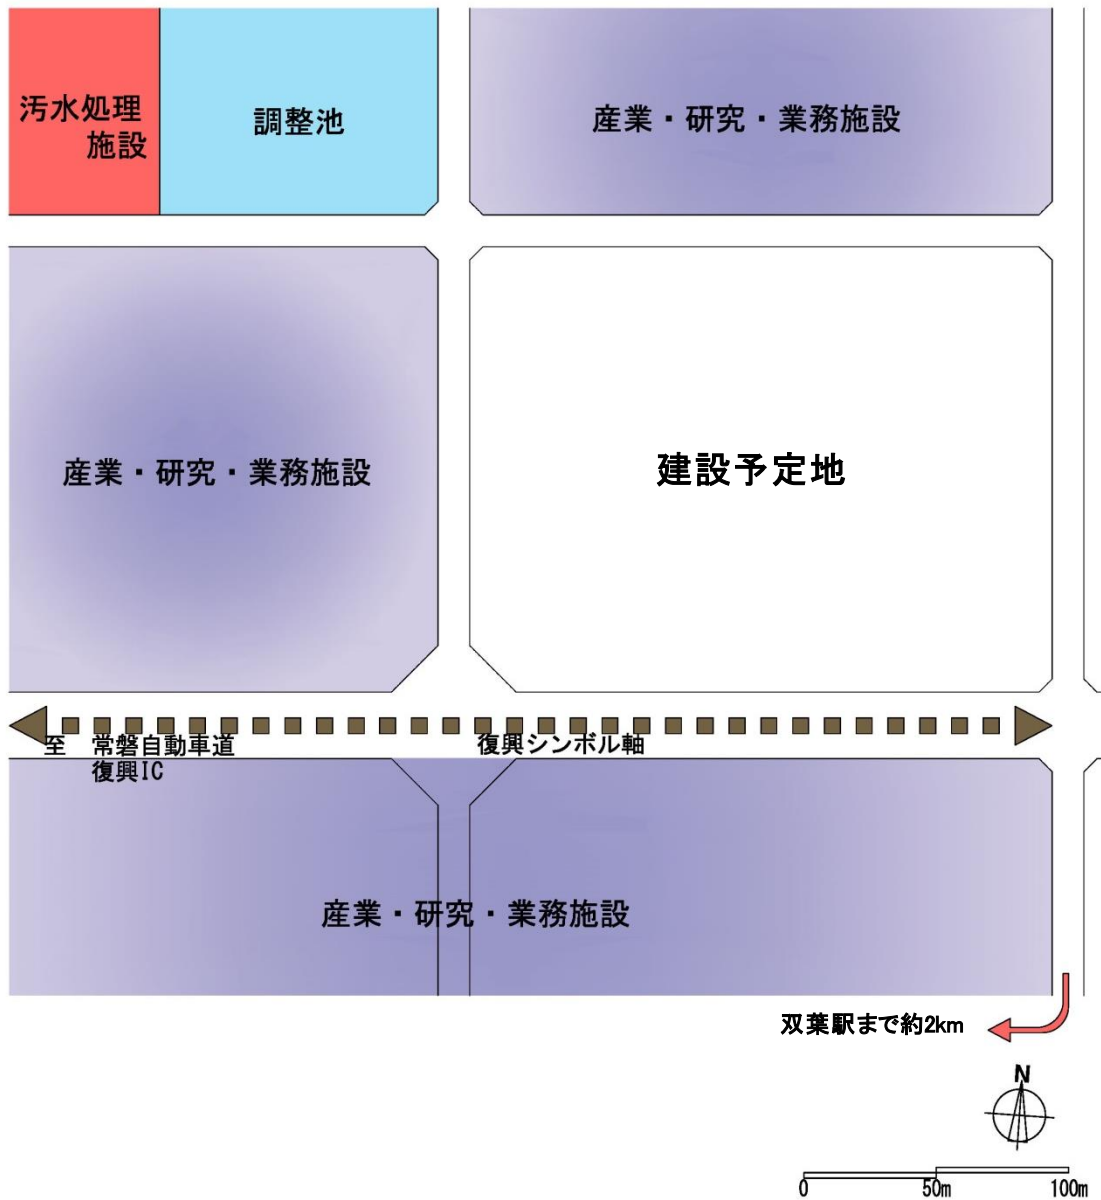 汚水処理
施設
調整池
産業・研究・業務施設
産業・研究・業務施設
建設予定地
至　常磐自動車道
復興IC
復興シンボル軸
産業・研究・業務施設
双葉駅まで約2km
N
0 50m 100m